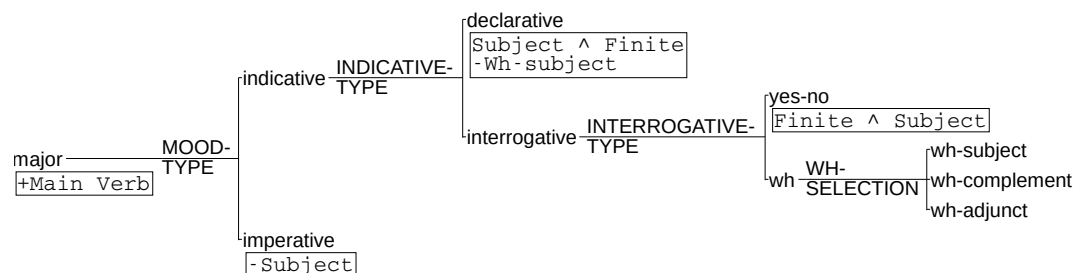 declarative
Subject ^ Finite
-Wh-subject
indicative
INDICATIVE-
TYPE
yes-no
Finite ^ Subject
interrogative
INTERROGATIVE-
TYPE
major
+Main Verb
MOOD-
TYPE
wh
WH-
SELECTION
wh-subject
wh-complement
wh-adjunct
imperative
-Subject